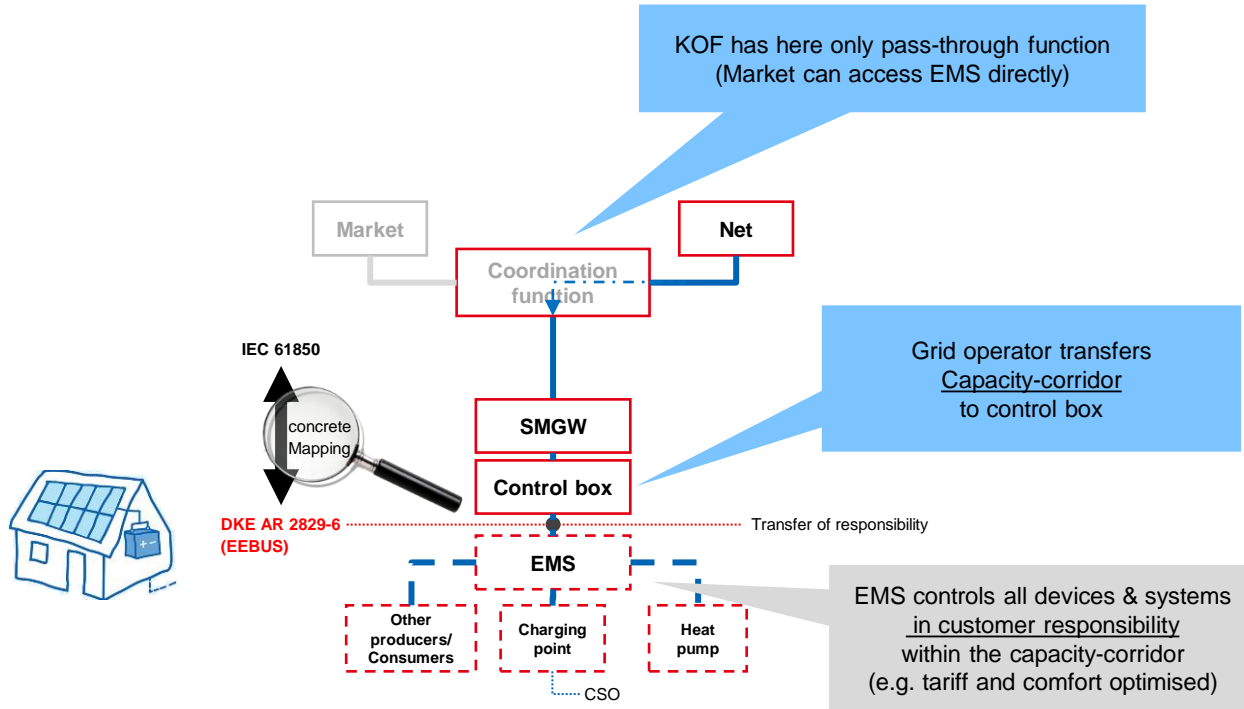 KOF has here only pass-through function
(Market can access EMS directly)
Market
Net
Coordination
function
IEC 61850
concrete
Mapping
Grid operator transfers
Capacity-corridor
to control box
SMGW
Control box
DKE AR 2829-6
(EEBUS)
Transfer of responsibility
EMS
Other
producers/
Consumers
Charging
point
Heat
pump
CSO
EMS controls all devices & systems
in customer responsibility
within the capacity-corridor
(e.g. tariff and comfort optimised)
+ -